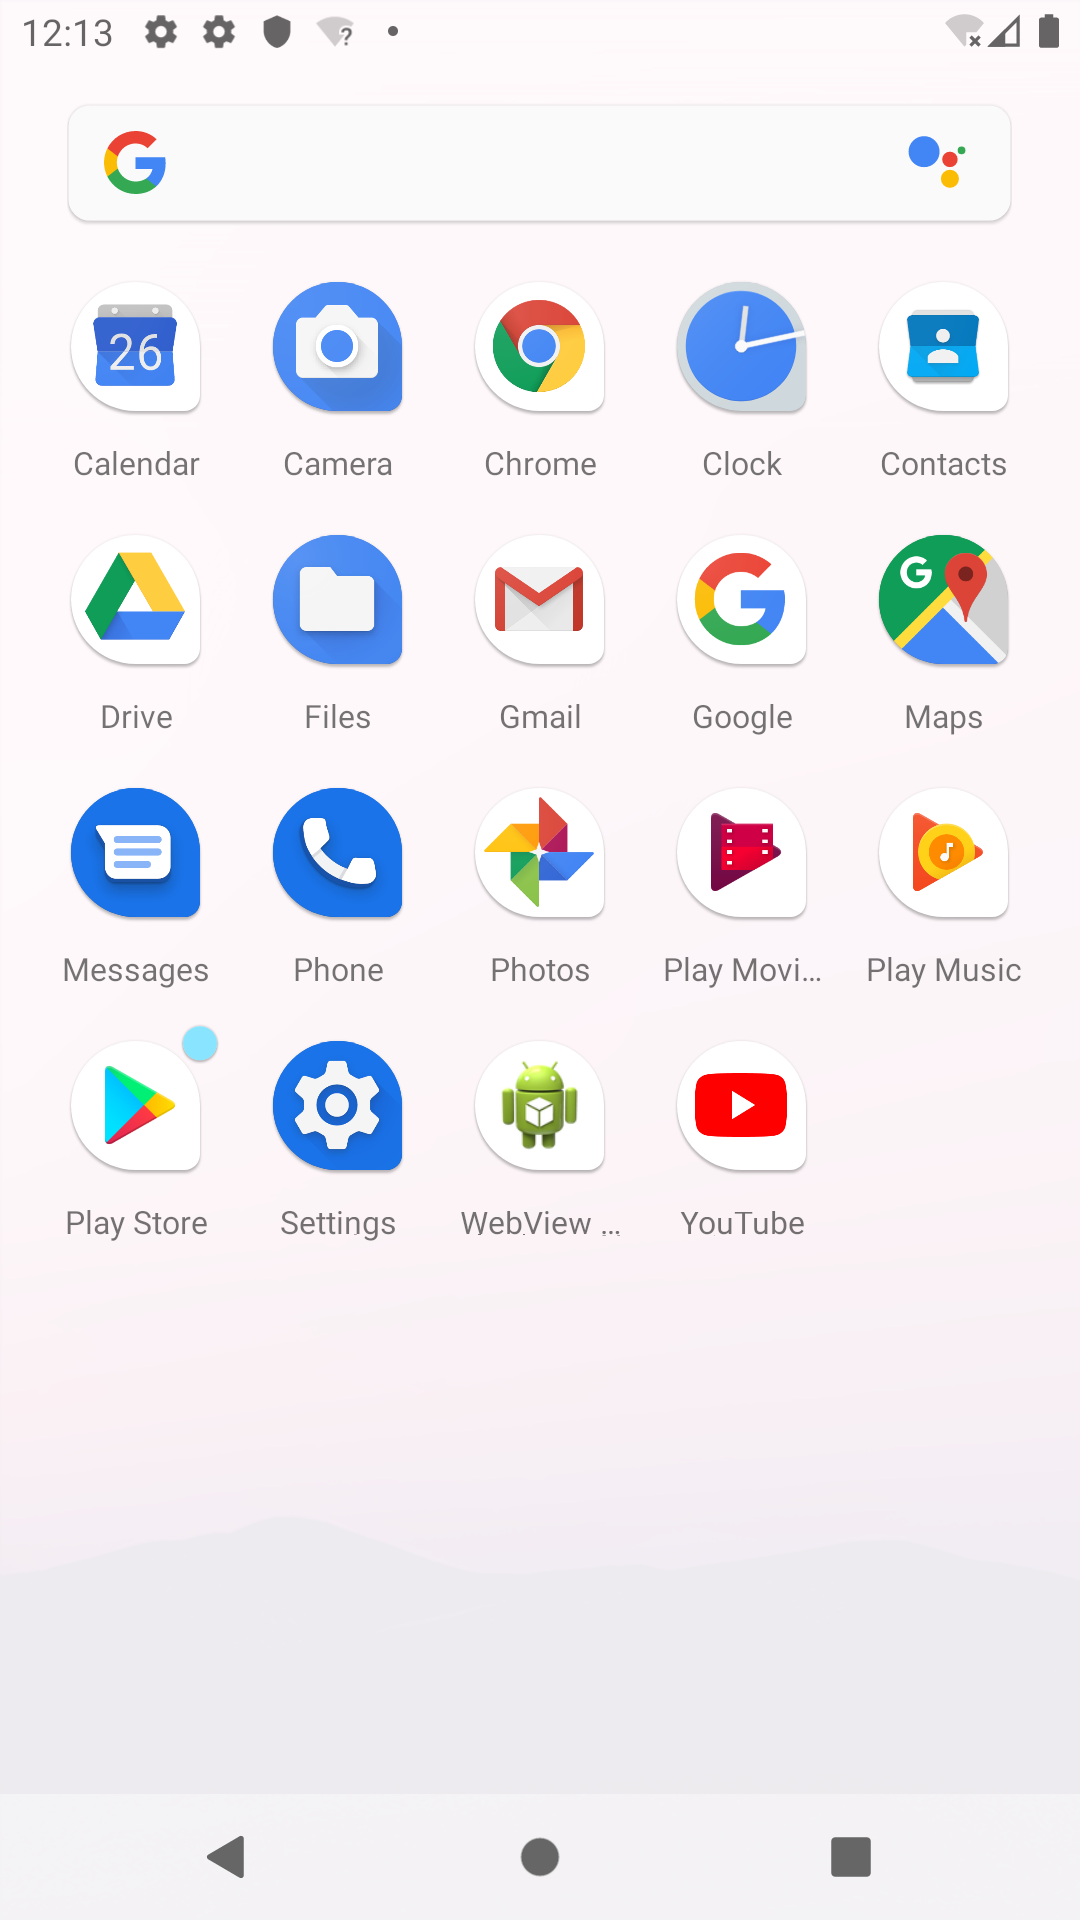 12:13
Calendar Camera Chrome Clock Contacts
Drive Files Gmail Google Maps
Messages Phone Photos Play Movi... Play Music
Play Store Settings WebView ... YouTube